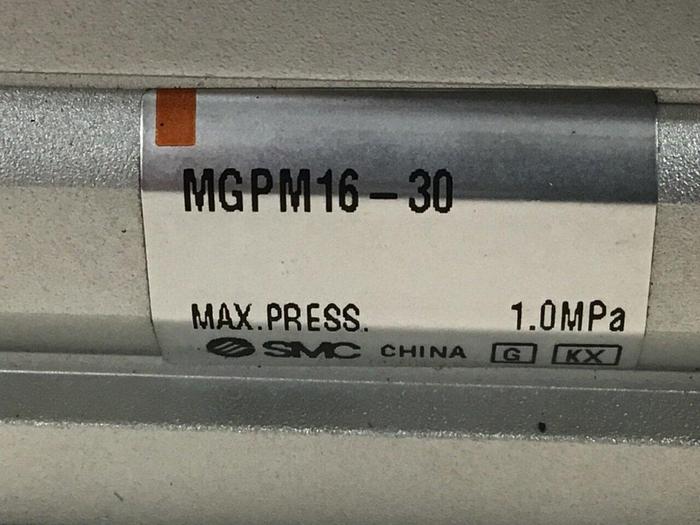 MGPM16-30
MAX.PRESS. 1.0MPa
SMC CHINA G KX